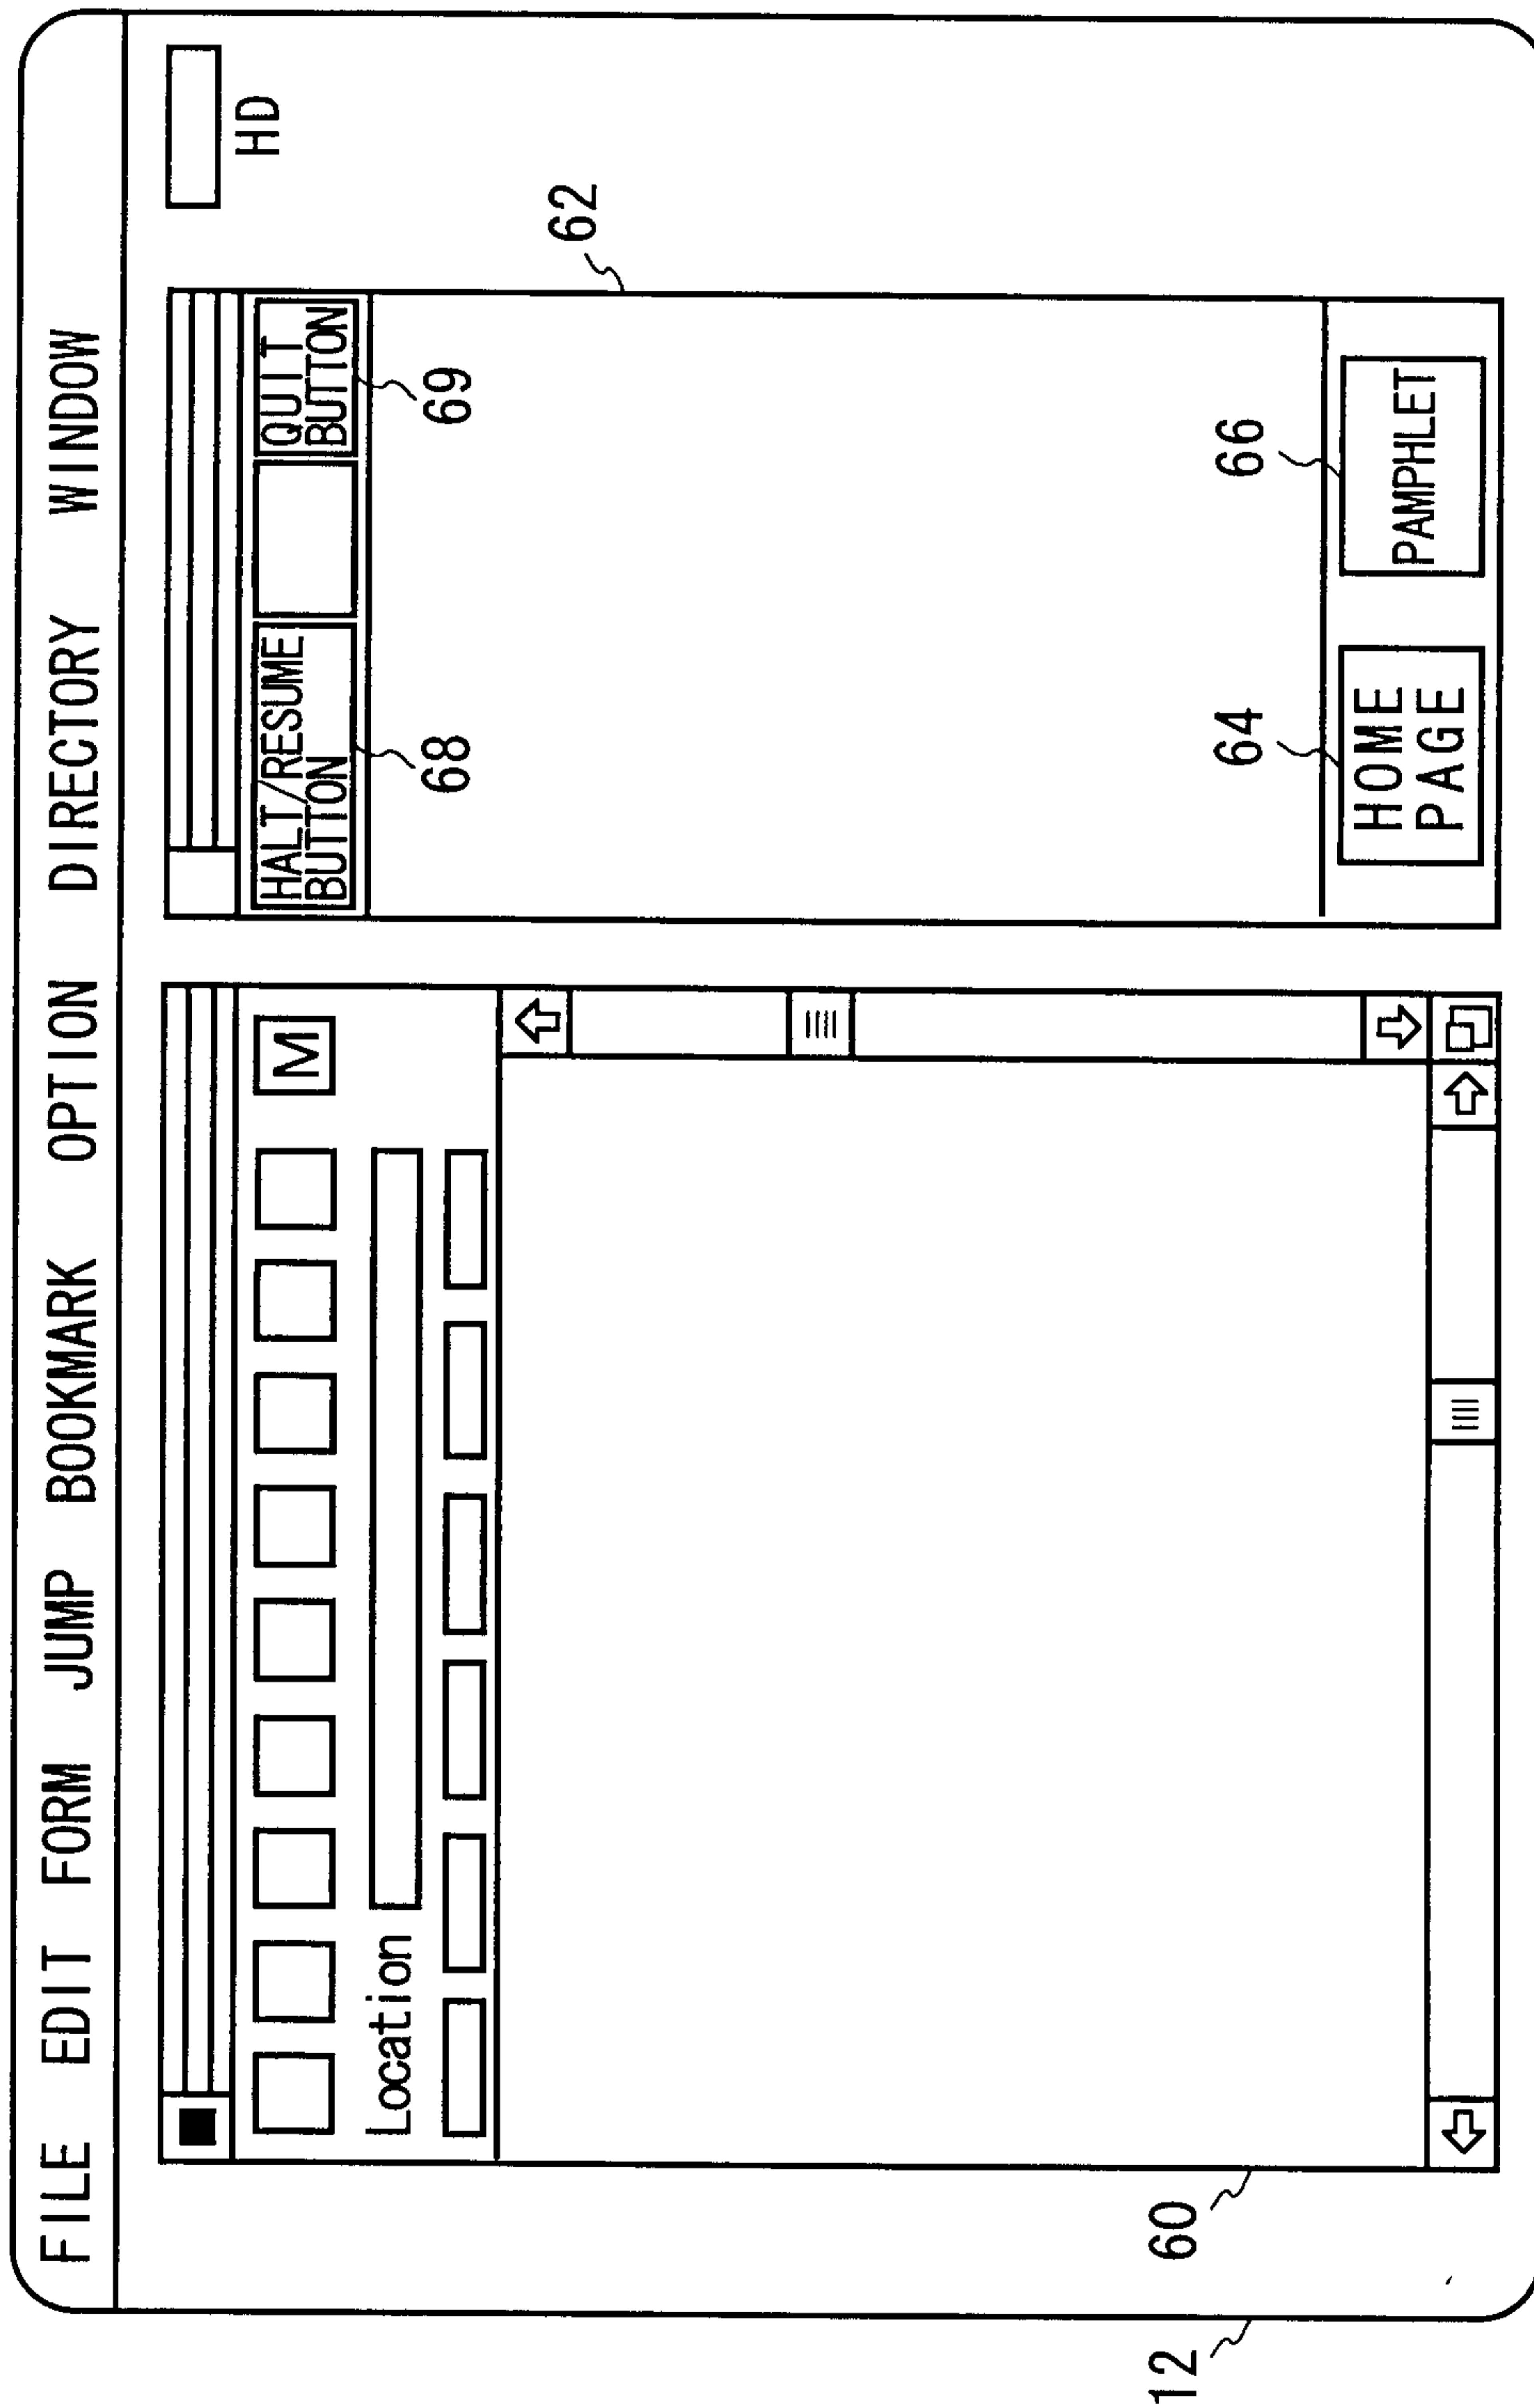 FILE EDIT FORM JUMP BOOKMARK OPTION DIRECTORY WINDOW
HD
M
Location
HALT/RESUME
BUTTON
QUIT
BUTTON
68
69
62
64
66
HOME
PAGE
PAMPHLET
60
12